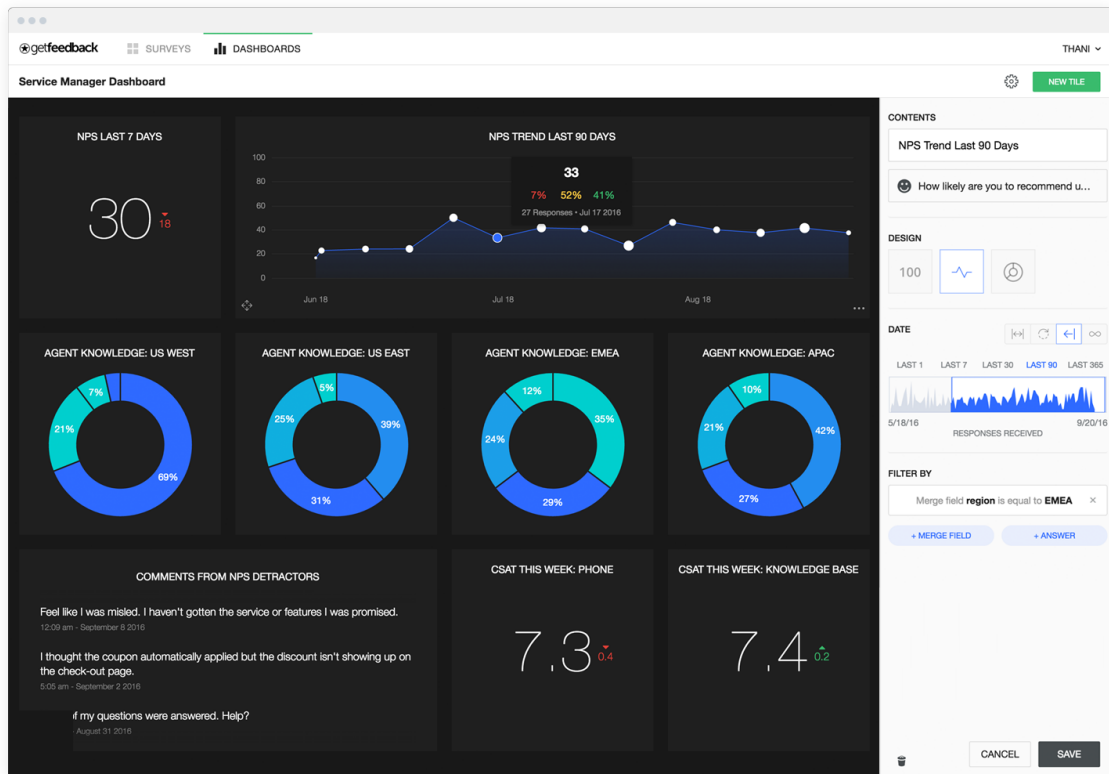 getfeedback
SURVEYS
DASHBOARDS
THANI
Service Manager Dashboard
NEW TILE
NPS LAST 7 DAYS
30
18
NPS TREND LAST 90 DAYS
100
80
60
40
20
0
33
7% 52% 41%
27 Responses • Jul 17 2016
Jun 18
Jul 18
Aug 18
AGENT KNOWLEDGE: US WEST
7%
21%
69%
AGENT KNOWLEDGE: US EAST
5%
25%
39%
31%
AGENT KNOWLEDGE: EMEA
12%
35%
24%
29%
AGENT KNOWLEDGE: APAC
10%
21%
42%
27%
COMMENTS FROM NPS DETRACTORS
Feel like I was misled. I haven't gotten the service or features I was promised.
12:09 am - September 8 2016
I thought the coupon automatically applied but the discount isn't showing up on
the check-out page.
5:05 am - September 2 2016
of my questions were answered. Help?
- August 31 2016
CSAT THIS WEEK: PHONE
7.3
0.4
CSAT THIS WEEK: KNOWLEDGE BASE
7.4
0.2
CONTENTS
NPS Trend Last 90 Days
How likely are you to recommend u...
DESIGN
100
DATE
LAST 1
LAST 7
LAST 30
LAST 90
LAST 365
5/18/16
9/20/16
RESPONSES RECEIVED
FILTER BY
Merge field region is equal to EMEA ×
+ MERGE FIELD
+ ANSWER
CANCEL
SAVE